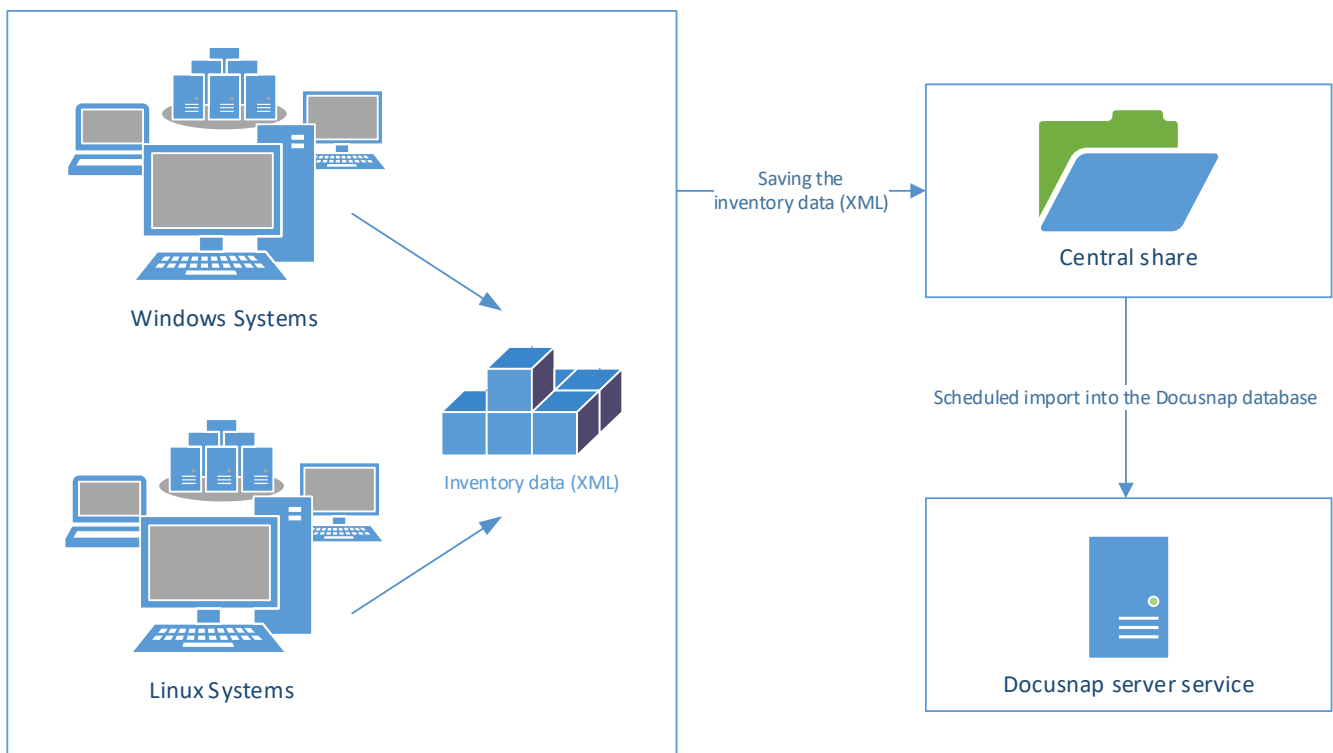 Windows Systems
Inventory data (XML)
Linux Systems
Saving the
inventory data (XML)
Central share
Scheduled import into the Docusnap database
Docusnap server service